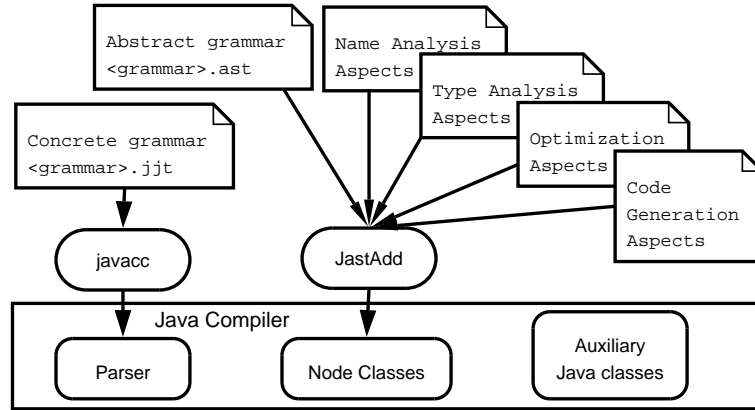 Abstract grammar
<grammar>.ast
Name Analysis
Aspects
Type Analysis
Aspects
Concrete grammar
<grammar>.jjt
Optimization
Aspects
Code
Generation
Aspects
javacc
JastAdd
Java Compiler
Parser
Node Classes
Auxiliary
Java classes